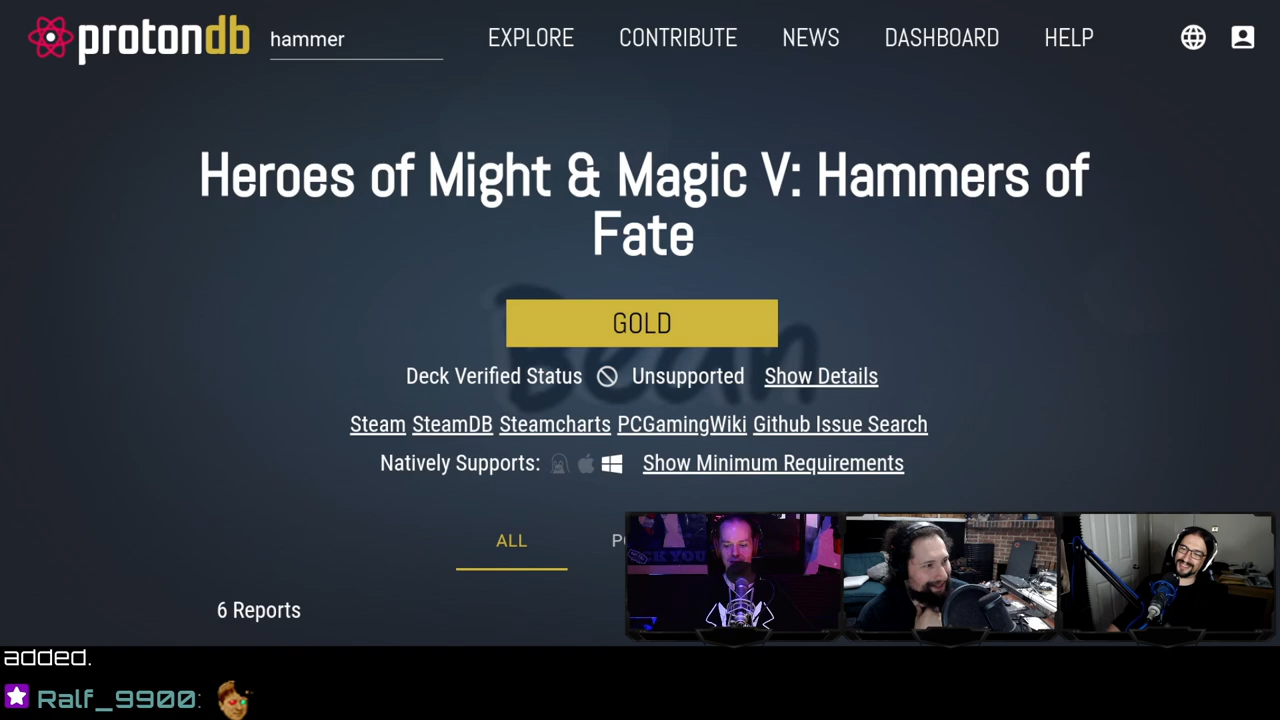 protondb hammer EXPLORE CONTRIBUTE NEWS DASHBOARD HELP
Heroes of Might & Magic V: Hammers of
Fate
Bean
GOLD
Deck Verified Status Unsupported Show Details
Steam SteamDB Steamcharts PCGamingWiki Github Issue Search
Natively Supports: Show Minimum Requirements
ALL
6 Reports
added.
Ralf_9900: